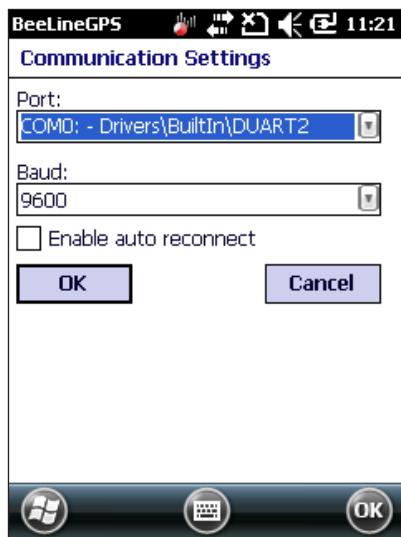 BeeLineGPS 11:21
Communication Settings
Port:
COM0: - Drivers\BuiltIn\DUART2
Baud:
9600
Enable auto reconnect
OK Cancel
OK